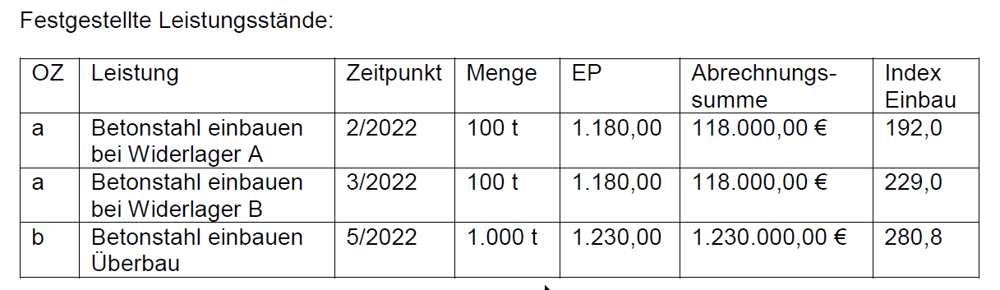 Festgestellte Leistungsstände:
OZ Leistung Zeitpunkt Menge EP Abrechnungs- Index
summe Einbau
a Betonstahl einbauen 2/2022 100 t 1.180,00 118.000,00 € 192,0
bei Widerlager A
a Betonstahl einbauen 3/2022 100 t 1.180,00 118.000,00 € 229,0
bei Widerlager B
b Betonstahl einbauen 5/2022 1.000 t 1.230,00 1.230.000,00 € 280,8
Überbau